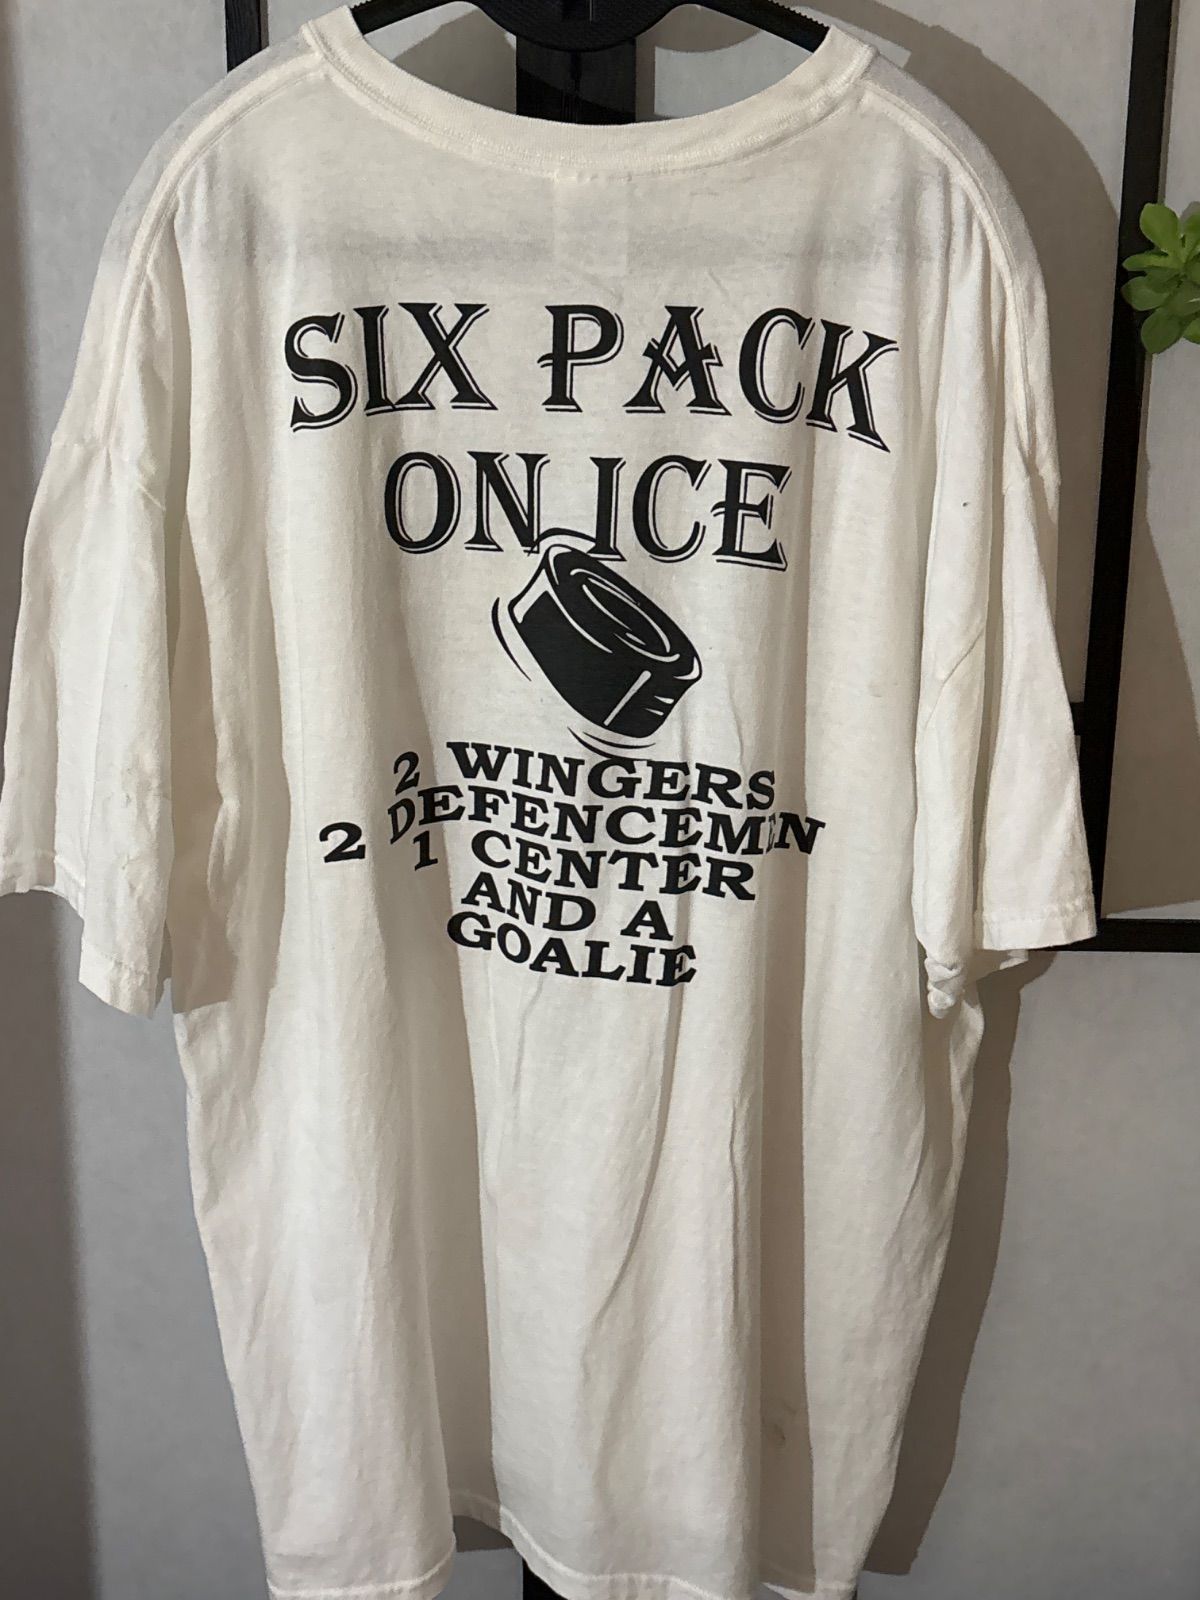 SIX PACK
ON ICE
2 WINGERS
2 DEFENCEMEN
1 CENTER
AND A
GOALIE